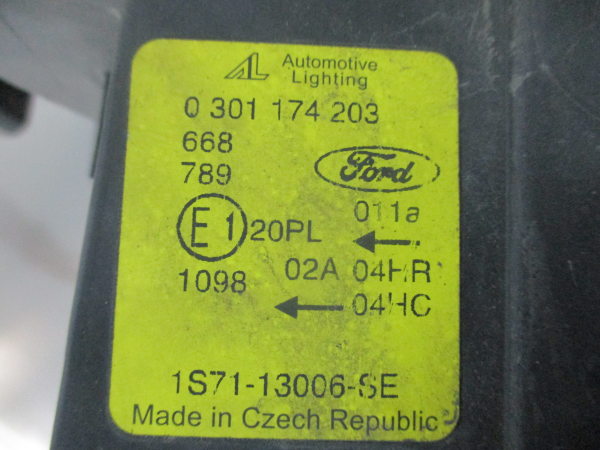 AL Automotive
Lighting
0 301 174 203
668
789
Ford
011a
E1 20PL ←
1098 02A 04HR
← 04HC
1S71-13006-SE
Made in Czech Republic